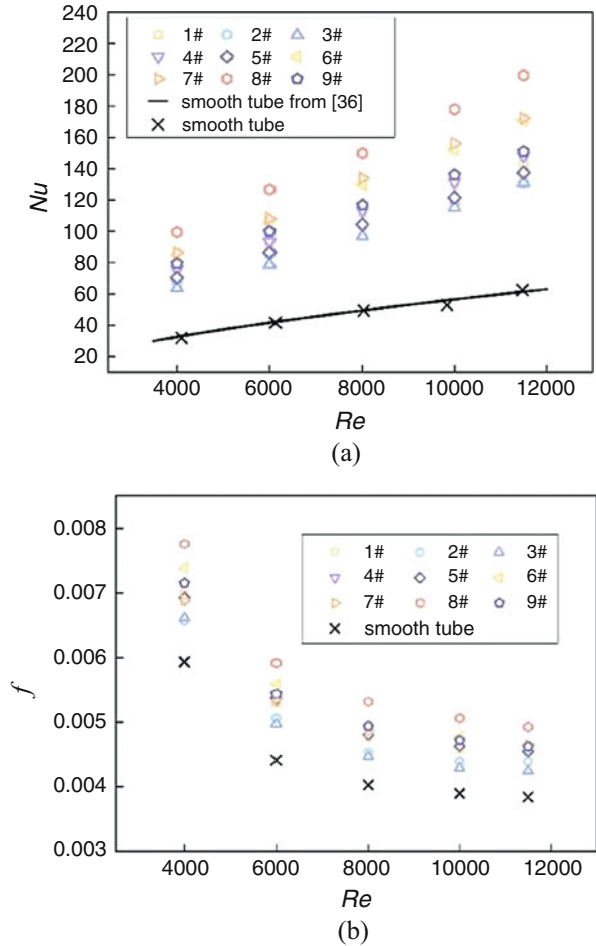 240
220
200
180
160
140
120
100
80
60
40
20
Nu
1# 2# 3#
4# 5# 6#
7# 8# 9#
smooth tube from [36]
smooth tube
4000 6000 8000 10000 12000
Re
(a)
0.008
0.007
0.006
0.005
0.004
0.003
f
1# 2# 3#
4# 5# 6#
7# 8# 9#
smooth tube
4000 6000 8000 10000 12000
Re
(b)